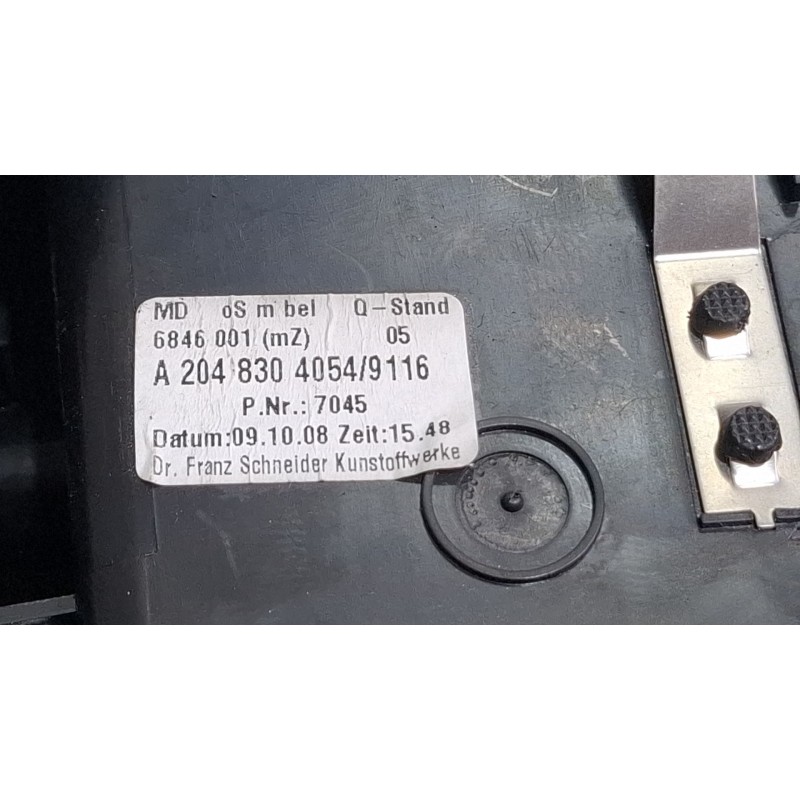 MD oS m bel Q-Stand
6846 001 (mZ) 05
A 204 830 4054/9116
P.Nr.: 7045
Datum:09.10.08 Zeit:15.48
Dr. Franz Schneider Kunstoffwerke